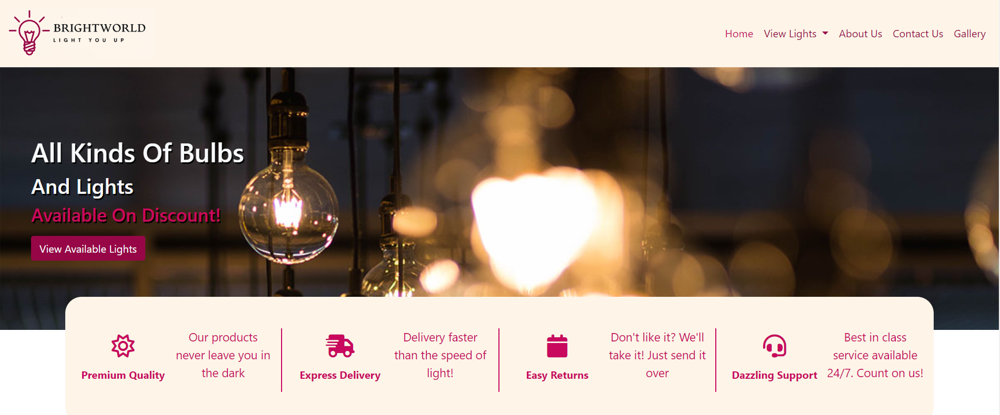 BRIGHTWORLD
LIGHT YOU UP
Home View Lights About Us Contact Us Gallery
All Kinds Of Bulbs
And Lights
Available On Discount!
View Available Lights
Premium Quality
Our products
never leave you in
the dark
Express Delivery
Delivery faster
than the speed of
light!
Easy Returns
Don't like it? We'll
take it! Just send it
over
Dazzling Support
Best in class
service available
24/7. Count on us!